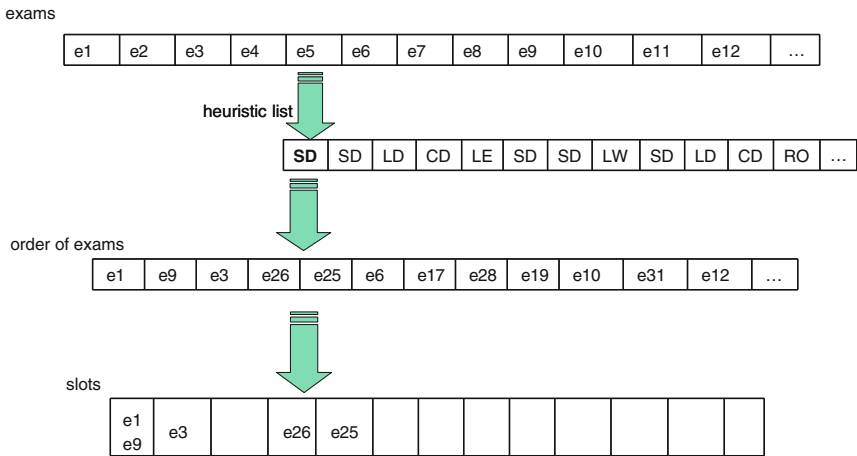 exams
e1 e2 e3 e4 e5 e6 e7 e8 e9 e10 e11 e12 ...
heuristic list
SD SD LD CD LE SD SD LW SD LD CD RO ...
order of exams
e1 e9 e3 e26 e25 e6 e17 e28 e19 e10 e31 e12 ...
slots
e1
e9 e3 e26 e25